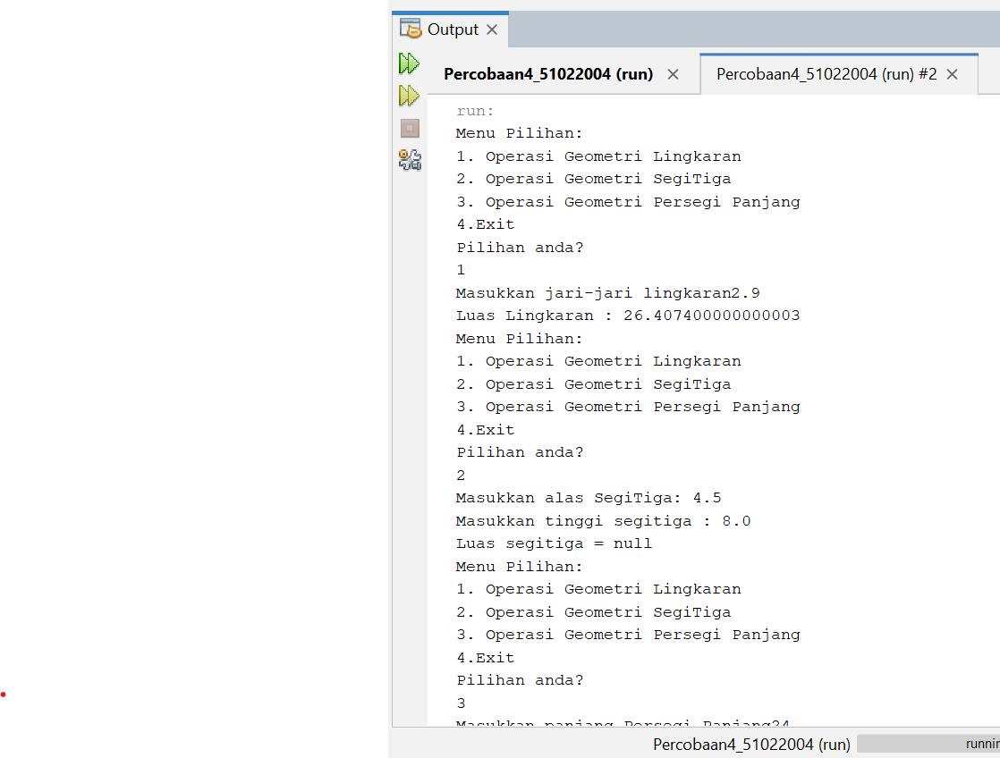 Output
Percobaan4_51022004 (run)
Percobaan4_51022004 (run) #2
run:
Menu Pilihan:
1. Operasi Geometri Lingkaran
2. Operasi Geometri SegiTiga
3. Operasi Geometri Persegi Panjang
4.Exit
Pilihan anda?
1
Masukkan jari-jari lingkaran2.9
Luas Lingkaran : 26.407400000000003
Menu Pilihan:
1. Operasi Geometri Lingkaran
2. Operasi Geometri SegiTiga
3. Operasi Geometri Persegi Panjang
4.Exit
Pilihan anda?
2
Masukkan alas SegiTiga: 4.5
Masukkan tinggi segitiga : 8.0
Luas segitiga = null
Menu Pilihan:
1. Operasi Geometri Lingkaran
2. Operasi Geometri SegiTiga
3. Operasi Geometri Persegi Panjang
4.Exit
Pilihan anda?
3
Masukkan panjang Persegi Panjang24
Percobaan4_51022004 (run)